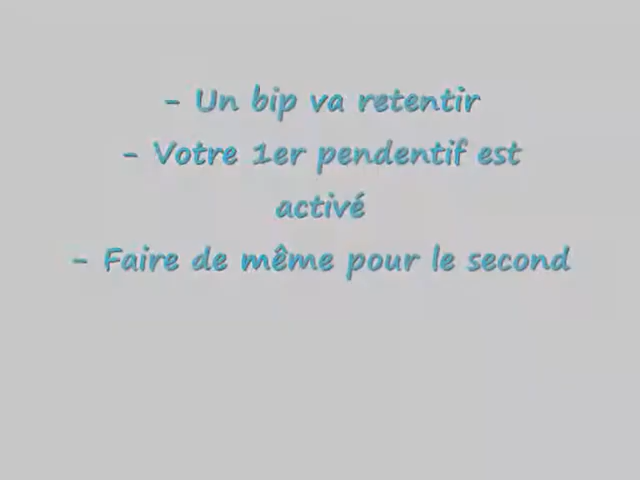 - Un bip va retentir
- Votre 1er pendentif est
activé
- Faire de même pour le second